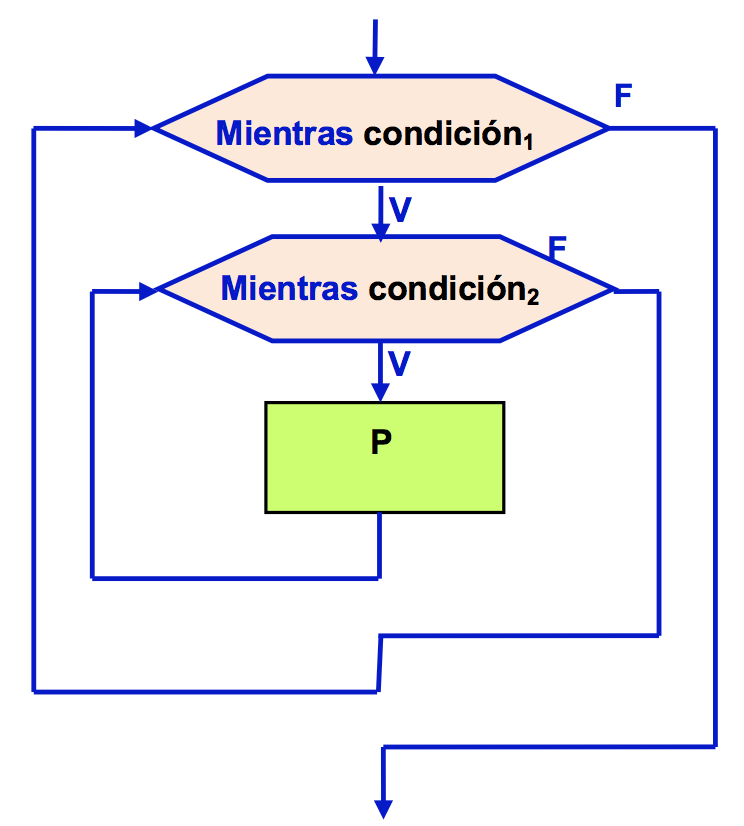 F
Mientras condición₁
V
F
Mientras condición₂
V
P